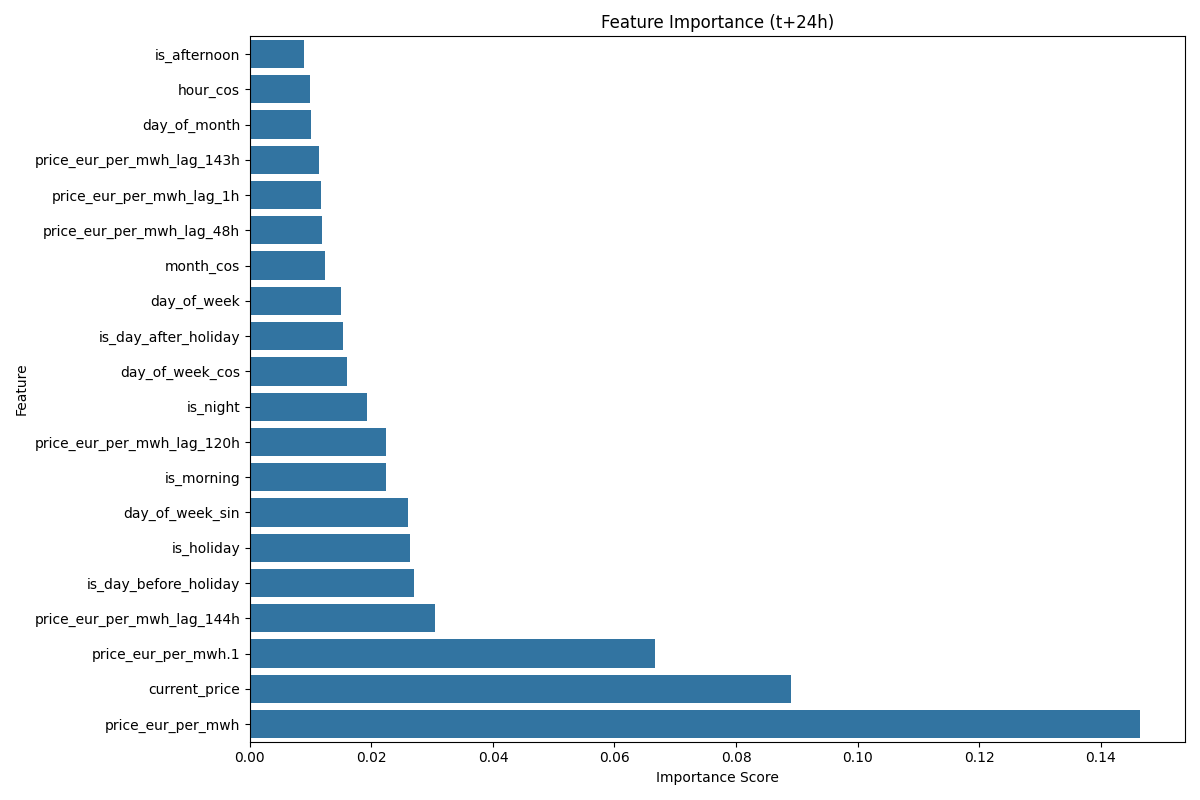 Feature Importance (t+24h)
Feature
is_afternoon
hour_cos
day_of_month
price_eur_per_mwh_lag_143h
price_eur_per_mwh_lag_1h
price_eur_per_mwh_lag_48h
month_cos
day_of_week
is_day_after_holiday
day_of_week_cos
is_night
price_eur_per_mwh_lag_120h
is_morning
day_of_week_sin
is_holiday
is_day_before_holiday
price_eur_per_mwh_lag_144h
price_eur_per_mwh.1
current_price
price_eur_per_mwh
0.00 0.02 0.04 0.06 0.08 0.10 0.12 0.14
Importance Score